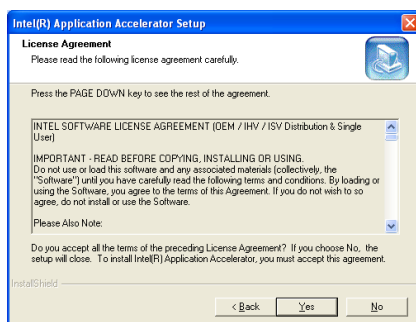 Intel(R) Application Accelerator Setup
License Agreement
Please read the following license agreement carefully.
Press the PAGE DOWN key to see the rest of the agreement.
INTEL SOFTWARE LICENSE AGREEMENT (OEM / IHV / ISV Distribution & Single
User)
IMPORTANT - READ BEFORE COPYING, INSTALLING OR USING.
Do not use or load this software and any associated materials (collectively, the
"Software") until you have carefully read the following terms and conditions. By loading or
using the Software, you agree to the terms of this Agreement. If you do not wish to so
agree, do not install or use the Software.
Please Also Note:
Do you accept all the terms of the preceding License Agreement? If you choose No, the
setup will close. To install Intel(R) Application Accelerator, you must accept this agreement.
InstallShield
< Back Yes No